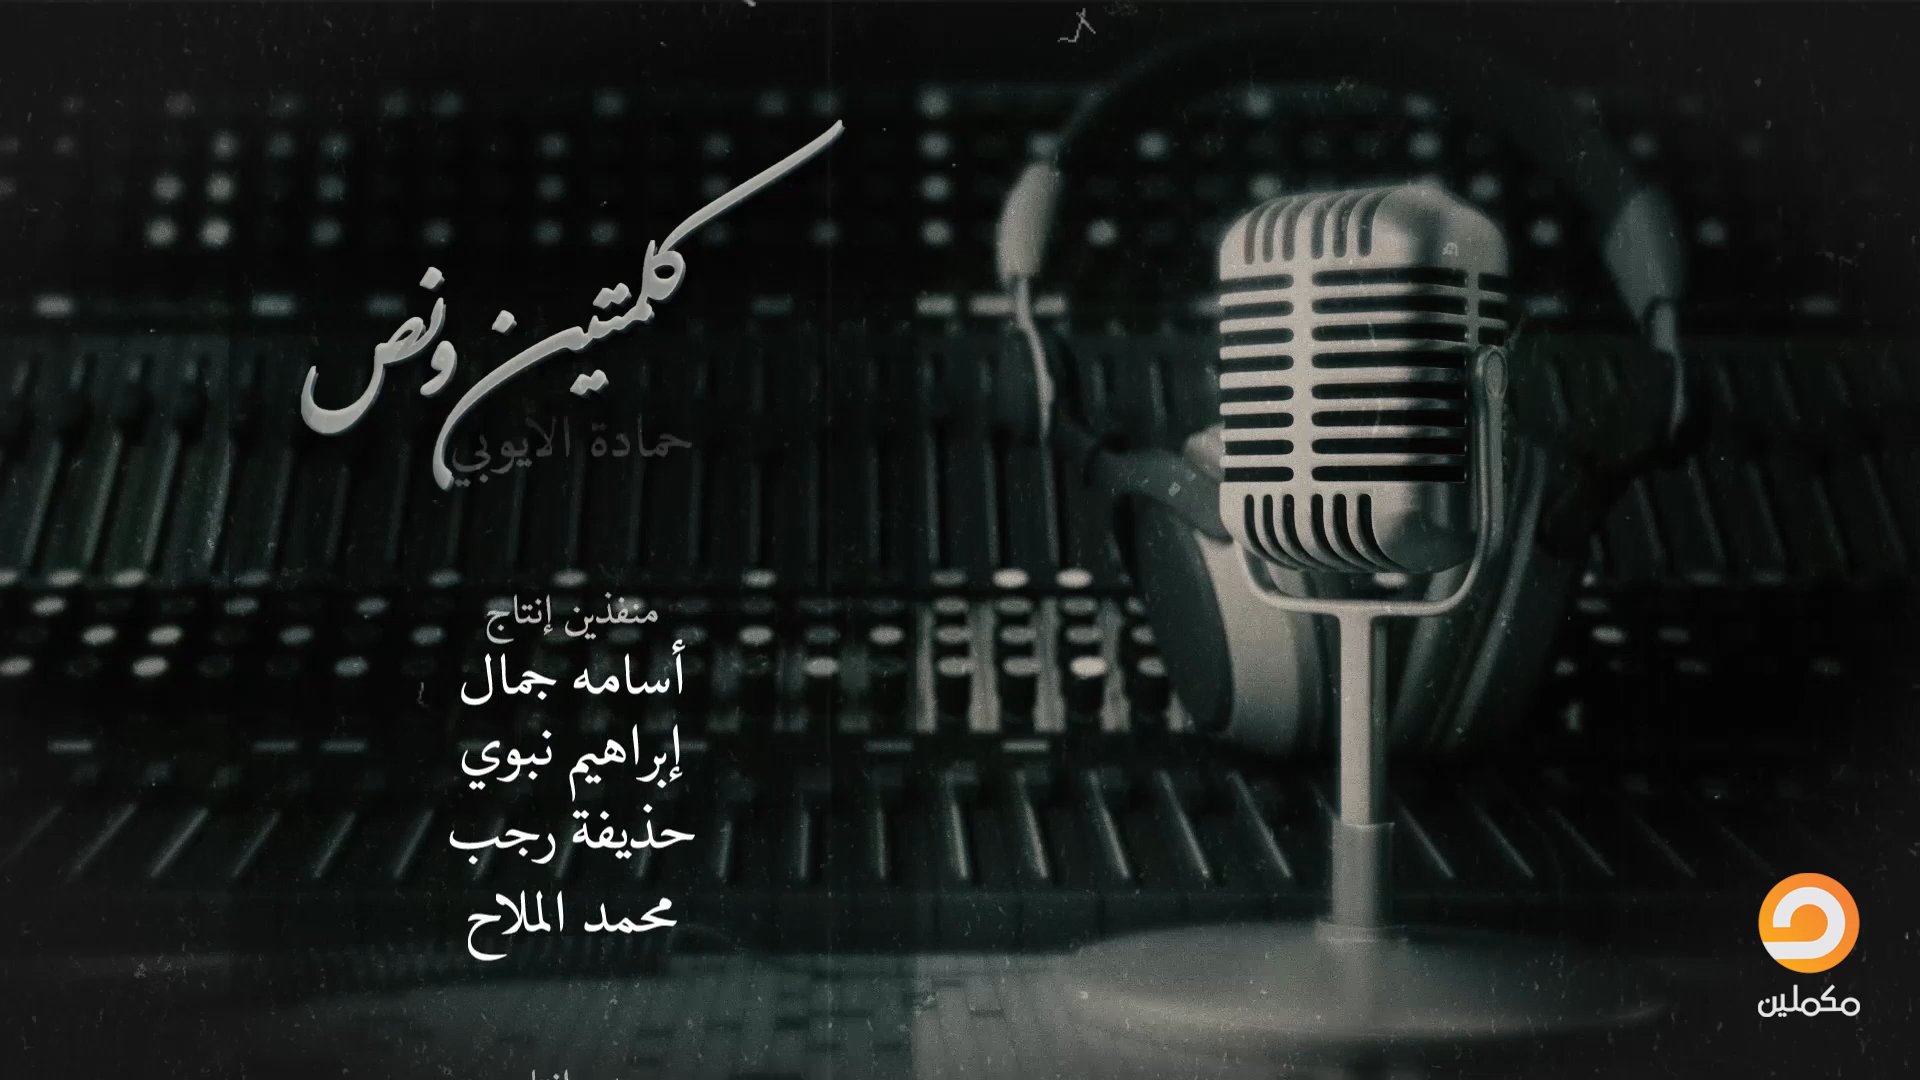 كلمتين ونص
حمادة الايوبي
منفذين إنتاج
أسامه جمال
إبراهيم نبوي
حذيفة رجب
محمد الملاح
مكملين